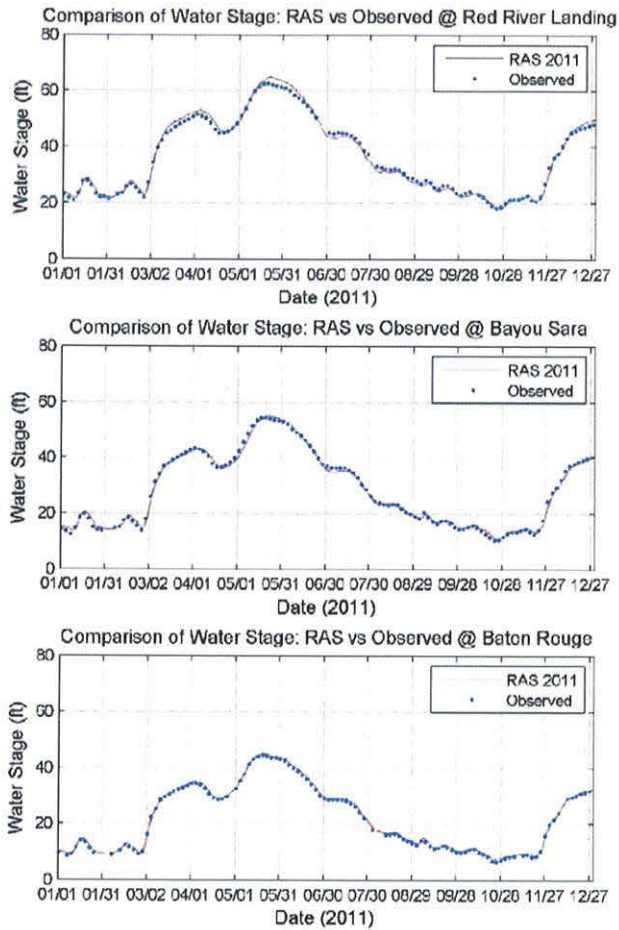 Comparison of Water Stage: RAS vs Observed @ Red River Landing
80
60
40
20
0
Water Stage (ft)
RAS 2011
Observed
01/01 01/31 03/02 04/01 05/01 05/31 06/30 07/30 08/29 09/28 10/28 11/27 12/27
Date (2011)
Comparison of Water Stage: RAS vs Observed @ Bayou Sara
80
60
40
20
0
Water Stage (ft)
RAS 2011
Observed
01/01 01/31 03/02 04/01 05/01 05/31 06/30 07/30 08/29 09/28 10/28 11/27 12/27
Date (2011)
Comparison of Water Stage: RAS vs Observed @ Baton Rouge
80
60
40
20
0
Water Stage (ft)
RAS 2011
Observed
01/01 01/31 03/02 04/01 05/01 05/31 06/30 07/30 08/29 09/28 10/28 11/27 12/27
Date (2011)